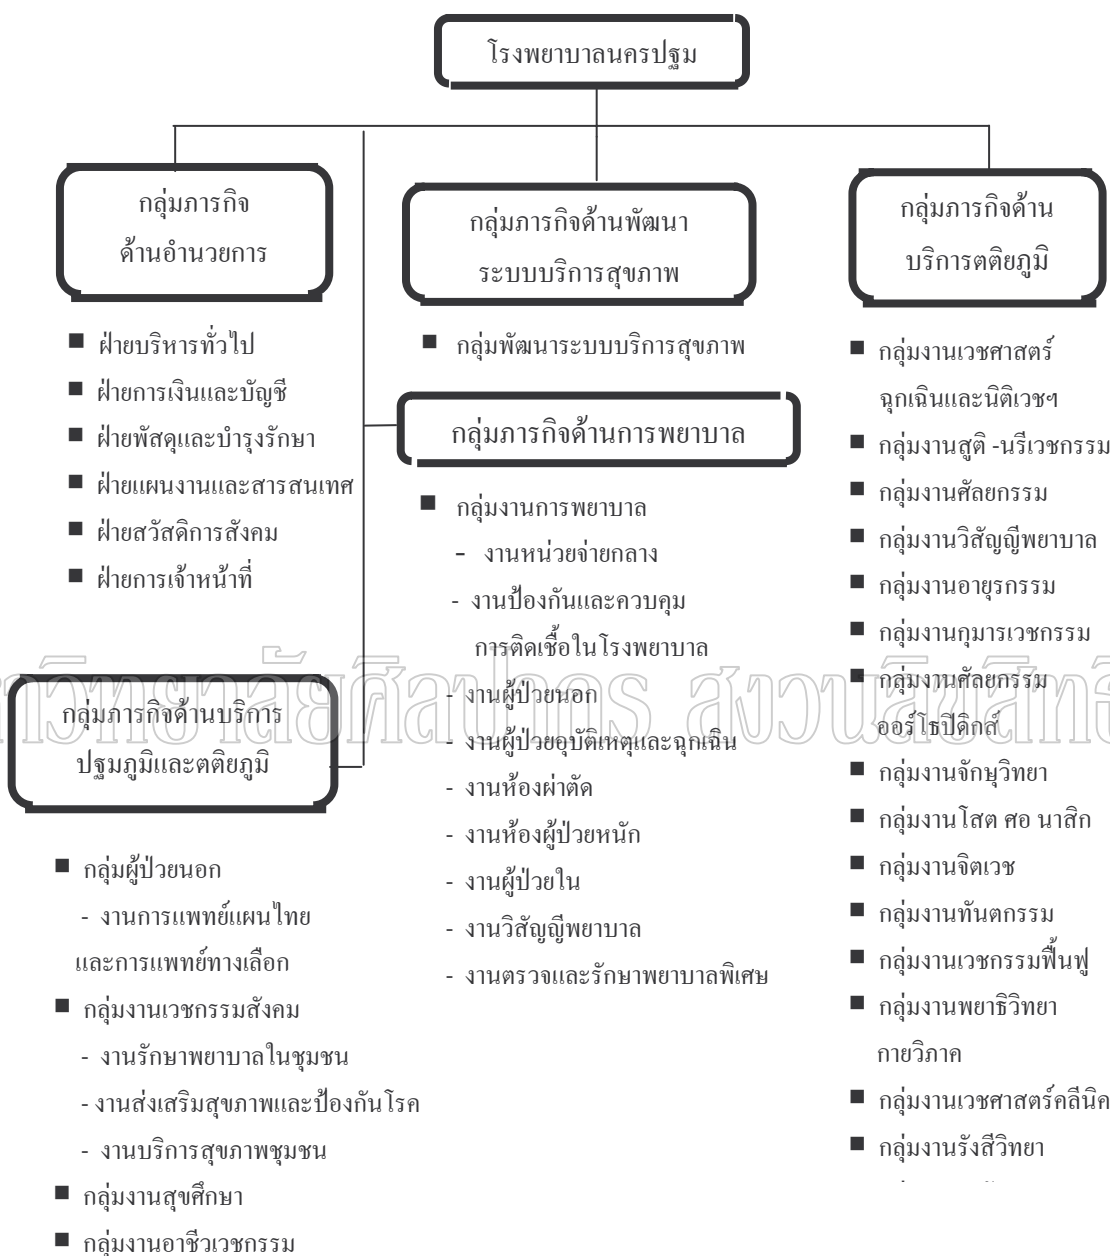 โรงพยาบาลนครปฐม
กลุ่มภารกิจ
ด้านอำนวยการ
ฝ่ายบริหารทั่วไป
ฝ่ายการเงินและบัญชี
ฝ่ายพัสดุและบำรุงรักษา
ฝ่ายแผนงานและสารสนเทศ
ฝ่ายสวัสดิการสังคม
ฝ่ายการเจ้าหน้าที่
กลุ่มภารกิจด้านบริการ
ปฐมภูมิและตติยภูมิ
กลุ่มผู้ป่วยนอก
- งานการแพทย์แผนไทย
และการแพทย์ทางเลือก
กลุ่มงานเวชกรรมสังคม
- งานรักษาพยาบาลในชุมชน
- งานส่งเสริมสุขภาพและป้องกันโรค
- งานบริการสุขภาพชุมชน
กลุ่มงานสุขศึกษา
กลุ่มงานอาชีวเวชกรรม
กลุ่มภารกิจด้านพัฒนา
ระบบบริการสุขภาพ
กลุ่มพัฒนาระบบบริการสุขภาพ
กลุ่มภารกิจด้านการพยาบาล
กลุ่มงานการพยาบาล
- งานหน่วยจ่ายกลาง
- งานป้องกันและควบคุม
การติดเชื้อในโรงพยาบาล
- งานผู้ป่วยนอก
- งานผู้ป่วยอุบัติเหตุและฉุกเฉิน
- งานห้องผ่าตัด
- งานห้องผู้ป่วยหนัก
- งานผู้ป่วยใน
- งานวิสัญญีพยาบาล
- งานตรวจและรักษาพยาบาลพิเศษ
กลุ่มภารกิจด้าน
บริการตติยภูมิ
กลุ่มงานเวชศาสตร์
ฉุกเฉินและนิติเวชฯ
กลุ่มงานสูติ -นรีเวชกรรม
กลุ่มงานศัลยกรรม
กลุ่มงานวิสัญญีพยาบาล
กลุ่มงานอายุรกรรม
กลุ่มงานกุมารเวชกรรม
กลุ่มงานศัลยกรรม
ออร์โธปิดิกส์
กลุ่มงานจักษุวิทยา
กลุ่มงานโสต ศอ นาสิก
กลุ่มงานจิตเวช
กลุ่มงานทันตกรรม
กลุ่มงานเวชกรรมฟื้นฟู
กลุ่มงานพยาธิวิทยา
กายวิภาค
กลุ่มงานเวชศาสตร์คลีนิค
กลุ่มงานรังสีวิทยา